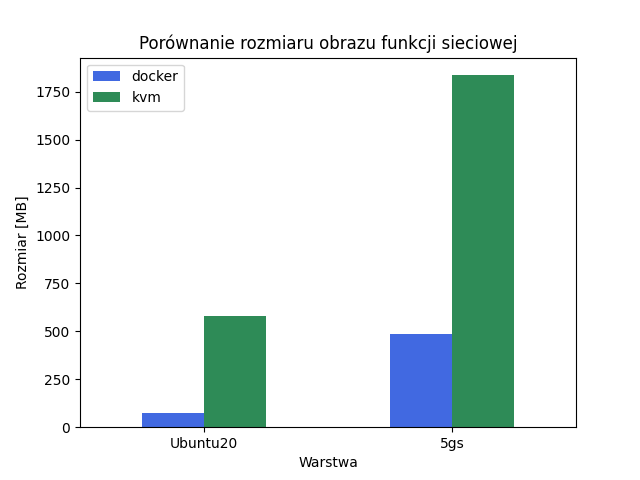 Porównanie rozmiaru obrazu funkcji sieciowej
docker
kvm
1750
1500
1250
1000
750
500
250
0
Rozmiar [MB]
Ubuntu20
5gs
Warstwa